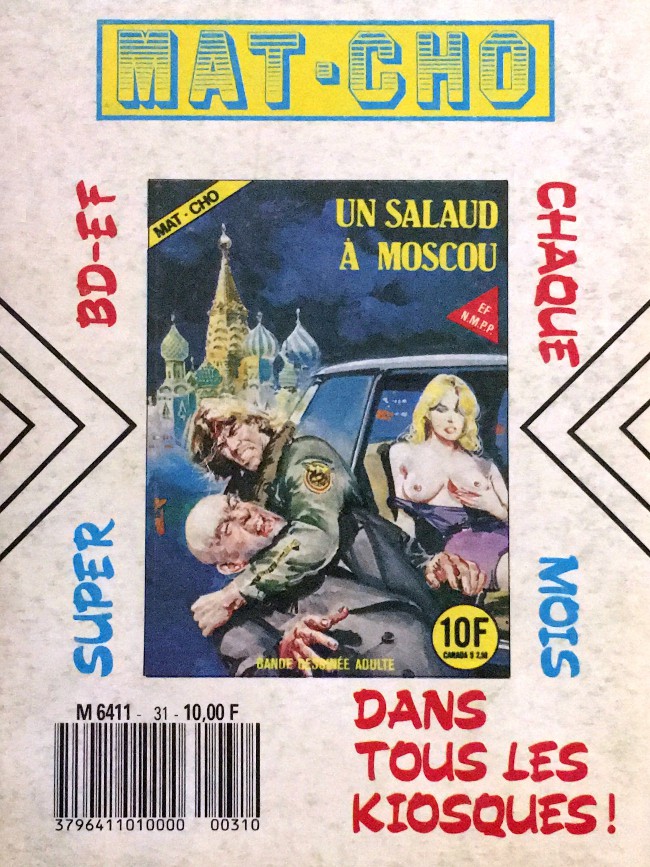 MAT-CHO
BD-EF
CHAQUE
MAT-CHO
UN SALAUD
À MOSCOU
EF
N.M.P.P.
SUPER
MOIS
10F
CANADA $ 2,50
BANDE DESSINÉE ADULTE
M 6411 - 31 - 10,00 F
DANS
TOUS LES
KIOSQUES !
3796411010000 00310